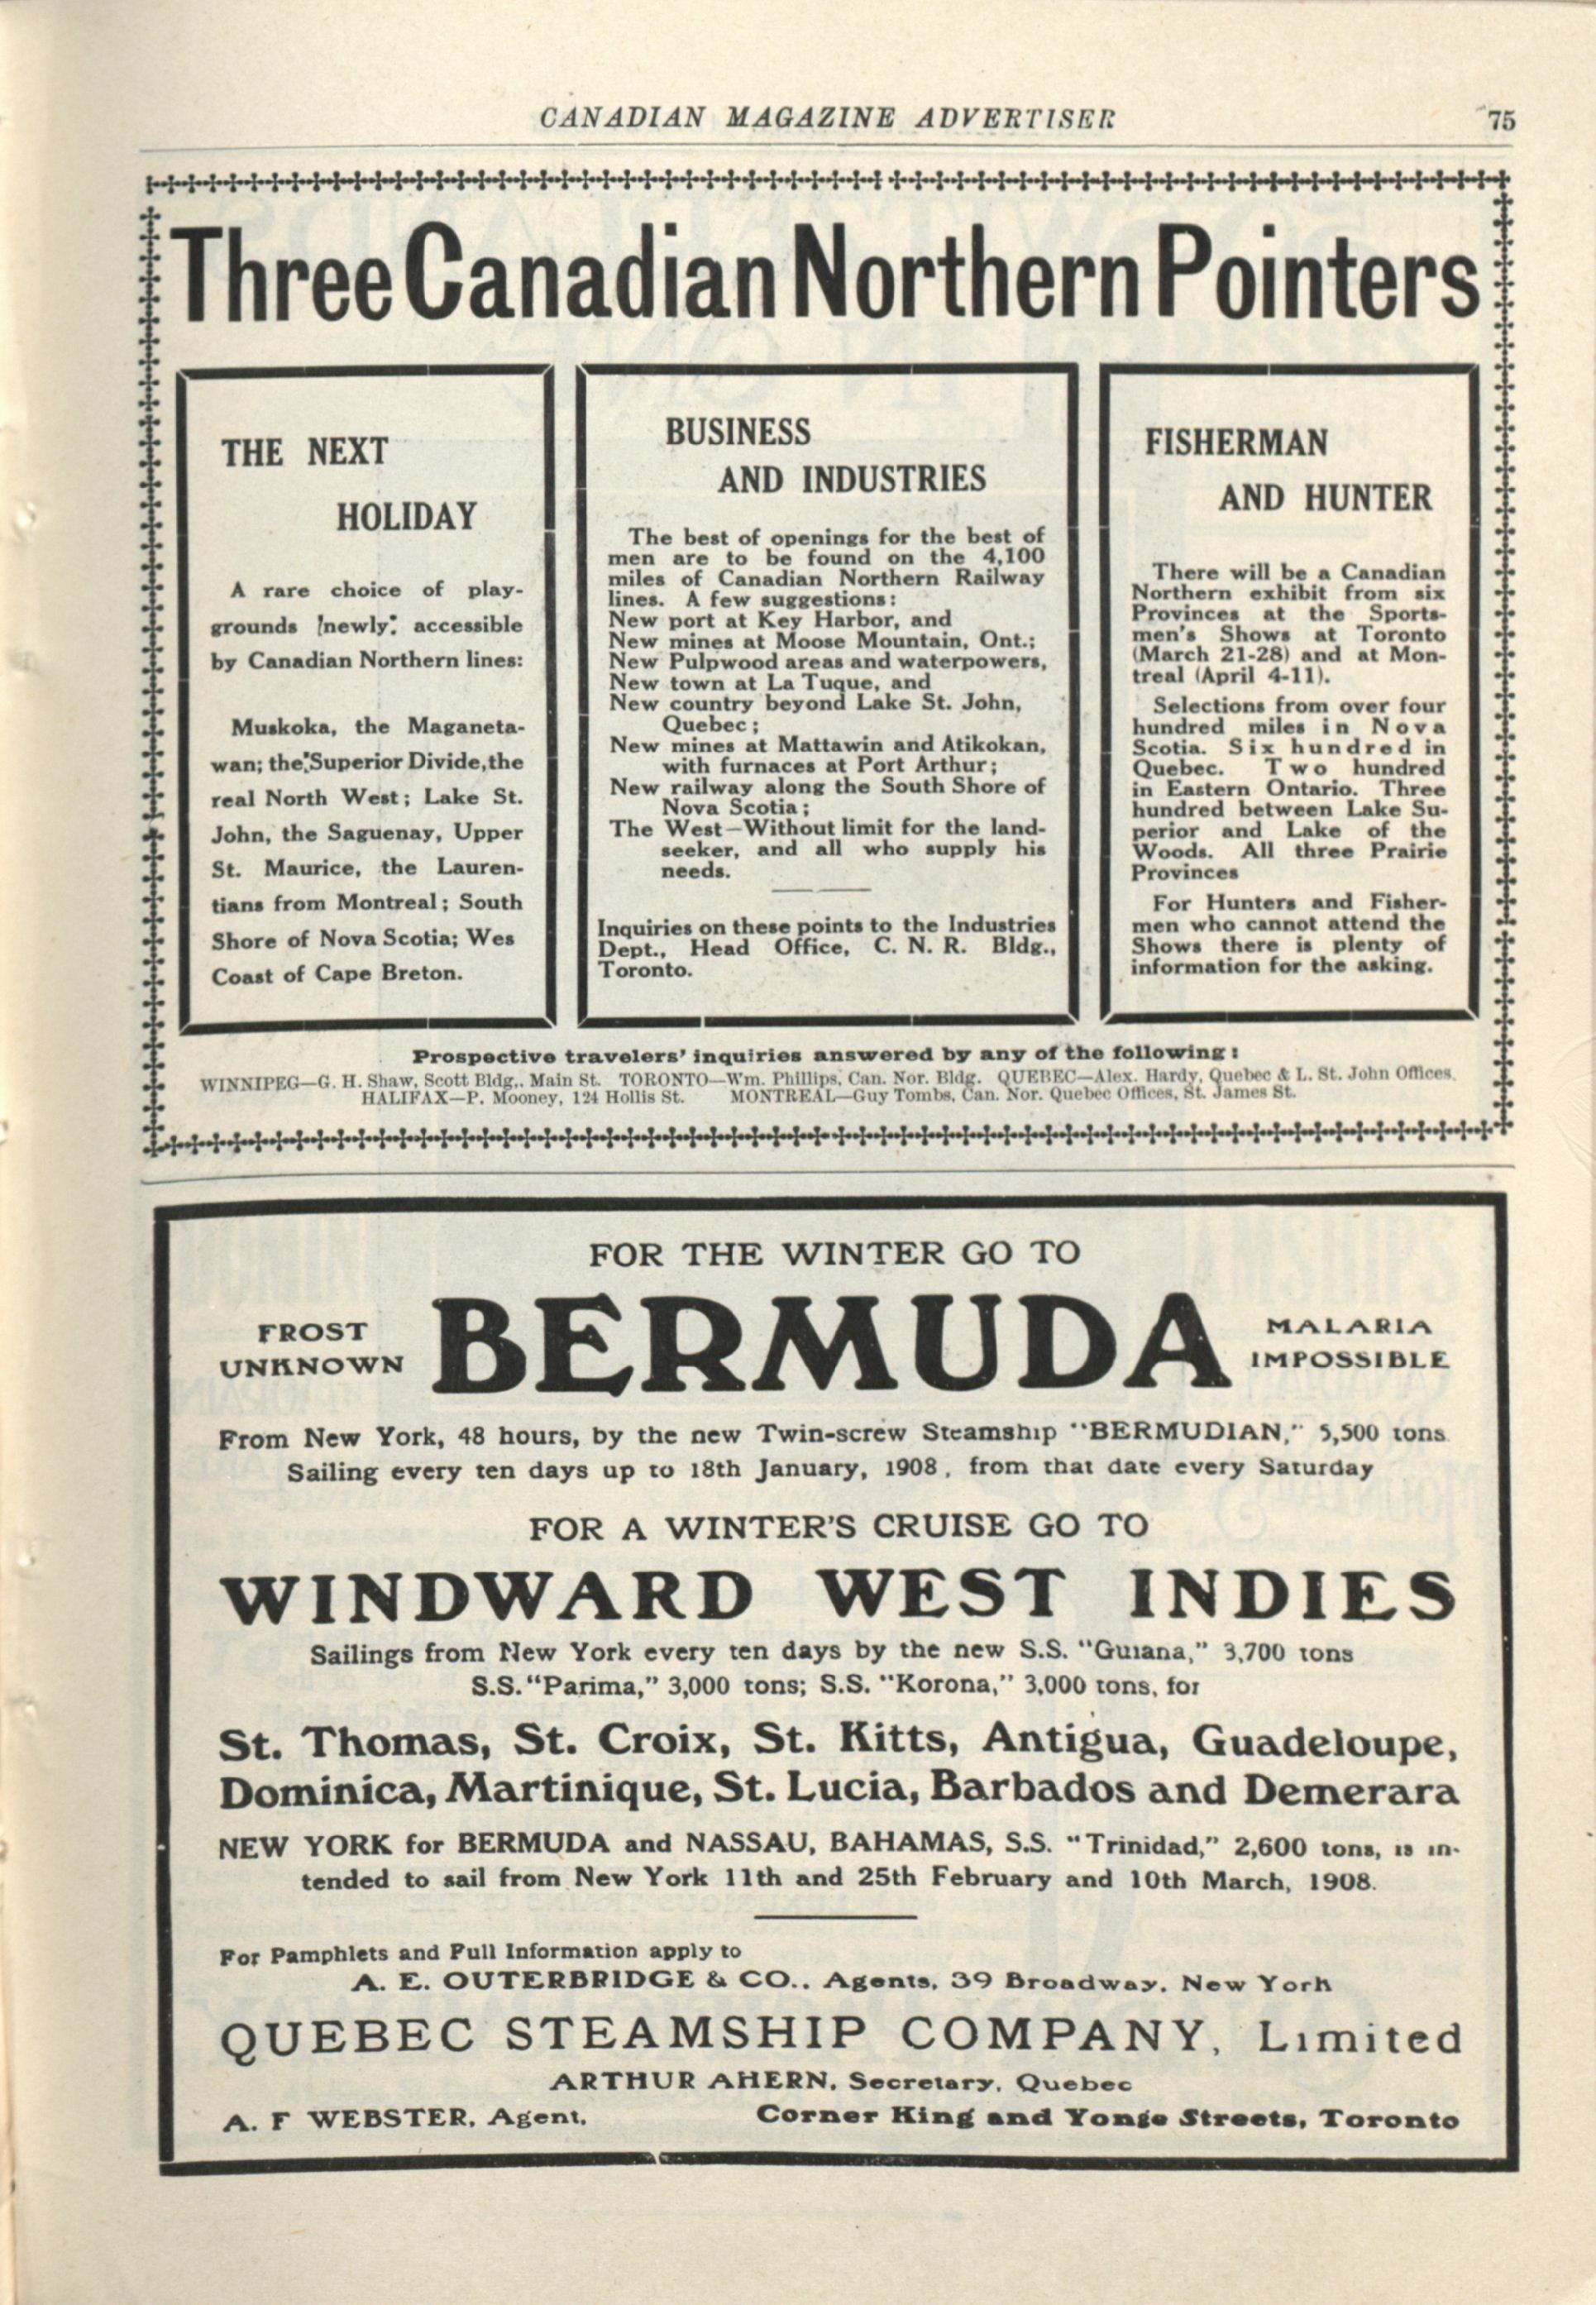 CANADIAN MAGAZINE ADVERTISER 75
Three Canadian Northern Pointers
THE NEXT
HOLIDAY
A rare choice of play-
grounds newly accessible
by Canadian Northern lines:
Muskoka, the Maganeta-
wan; the Superior Divide, the
real North West; Lake St.
John, the Saguenay, Upper
St. Maurice, the Lauren-
tians from Montreal; South
Shore of Nova Scotia; Wes
Coast of Cape Breton.
BUSINESS
AND INDUSTRIES
The best of openings for the best of
men are to be found on the 4,100
miles of Canadian Northern Railway
lines. A few suggestions:
New port at Key Harbor, and
New mines at Moose Mountain, Ont.;
New Pulpwood areas and waterpowers,
New town at La Tuque, and
New country beyond Lake St. John,
Quebec;
New mines at Mattawin and Atikokan,
with furnaces at Port Arthur;
New railway along the South Shore of
Nova Scotia;
The West—Without limit for the land-
seeker, and all who supply his
needs.
Inquiries on these points to the Industries
Dept., Head Office, C. N. R. Bldg.,
Toronto.
FISHERMAN
AND HUNTER
There will be a Canadian
Northern exhibit from six
Provinces at the Sports-
men's Shows at Toronto
(March 21-28) and at Mon-
treal (April 4-11).
Selections from over four
hundred miles in Nova
Scotia. Six hundred in
Quebec. Two hundred
in Eastern Ontario. Three
hundred between Lake Su-
perior and Lake of the
Woods. All three Prairie
Provinces
For Hunters and Fisher-
men who cannot attend the
Shows there is plenty of
information for the asking.
Prospective travelers' inquiries answered by any of the following:
WINNIPEG—G. H. Shaw, Scott Bldg., Main St. TORONTO—Wm. Phillips, Can. Nor. Bldg. QUEBEC—Alex. Hardy, Quebec & L. St. John Offices.
HALIFAX—P. Mooney, 124 Hollis St. MONTREAL—Guy Tombs, Can. Nor. Quebec Offices, St. James St.
FOR THE WINTER GO TO
FROST
UNKNOWN
BERMUDA
MALARIA
IMPOSSIBLE
From New York, 48 hours, by the new Twin-screw Steamship "BERMUDIAN," 5,500 tons.
Sailing every ten days up to 18th January, 1908, from that date every Saturday
FOR A WINTER'S CRUISE GO TO
WINDWARD WEST INDIES
Sailings from New York every ten days by the new S.S. "Guiana," 3,700 tons
S.S. "Parima," 3,000 tons; S.S. "Korona," 3,000 tons, for
St. Thomas, St. Croix, St. Kitts, Antigua, Guadeloupe,
Dominica, Martinique, St. Lucia, Barbados and Demerara
NEW YORK for BERMUDA and NASSAU, BAHAMAS, S.S. "Trinidad," 2,600 tons, is in-
tended to sail from New York 11th and 25th February and 10th March, 1908.
For Pamphlets and Full Information apply to
A. E. OUTERBRIDGE & CO., Agents, 39 Broadway, New York
QUEBEC STEAMSHIP COMPANY, Limited
ARTHUR AHERN, Secretary, Quebec
A. F WEBSTER, Agent, Corner King and Yonge Streets, Toronto